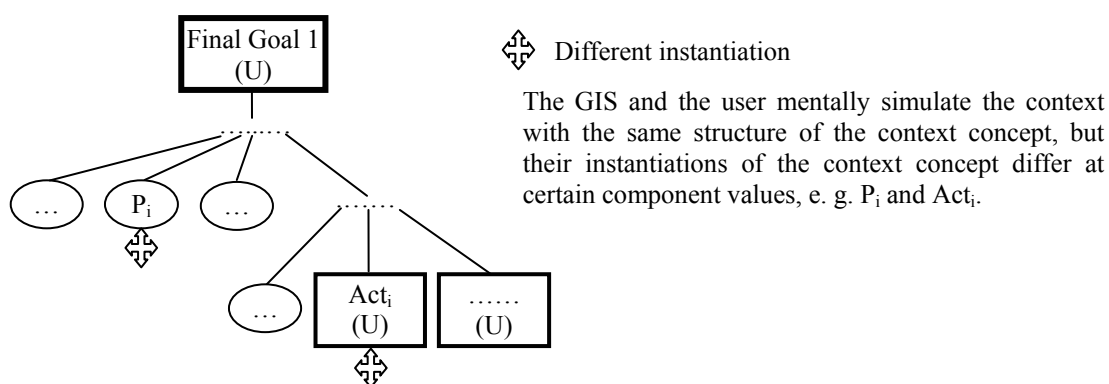 Final Goal 1
(U)
Different instantiation
The GIS and the user mentally simulate the context
with the same structure of the context concept, but
their instantiations of the context concept differ at
certain component values, e. g. Pi and Acti.
………
… Pi …
………
… Acti ……
(U) (U)